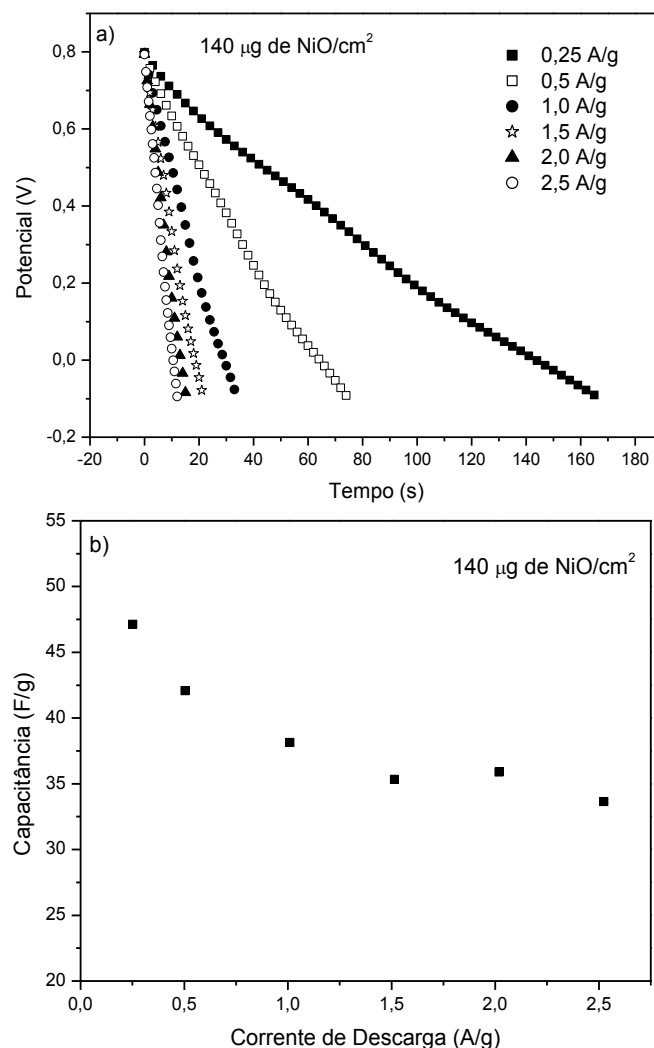 a)
140 μg de NiO/cm²
0,25 A/g
0,5 A/g
1,0 A/g
1,5 A/g
2,0 A/g
2,5 A/g
0,8
0,6
0,4
0,2
0,0
-0,2
Potencial (V)
-20 0 20 40 60 80 100 120 140 160 180
Tempo (s)
b)
140 μg de NiO/cm²
55
50
45
40
35
30
25
20
Capacitância (F/g)
0,0 0,5 1,0 1,5 2,0 2,5
Corrente de Descarga (A/g)